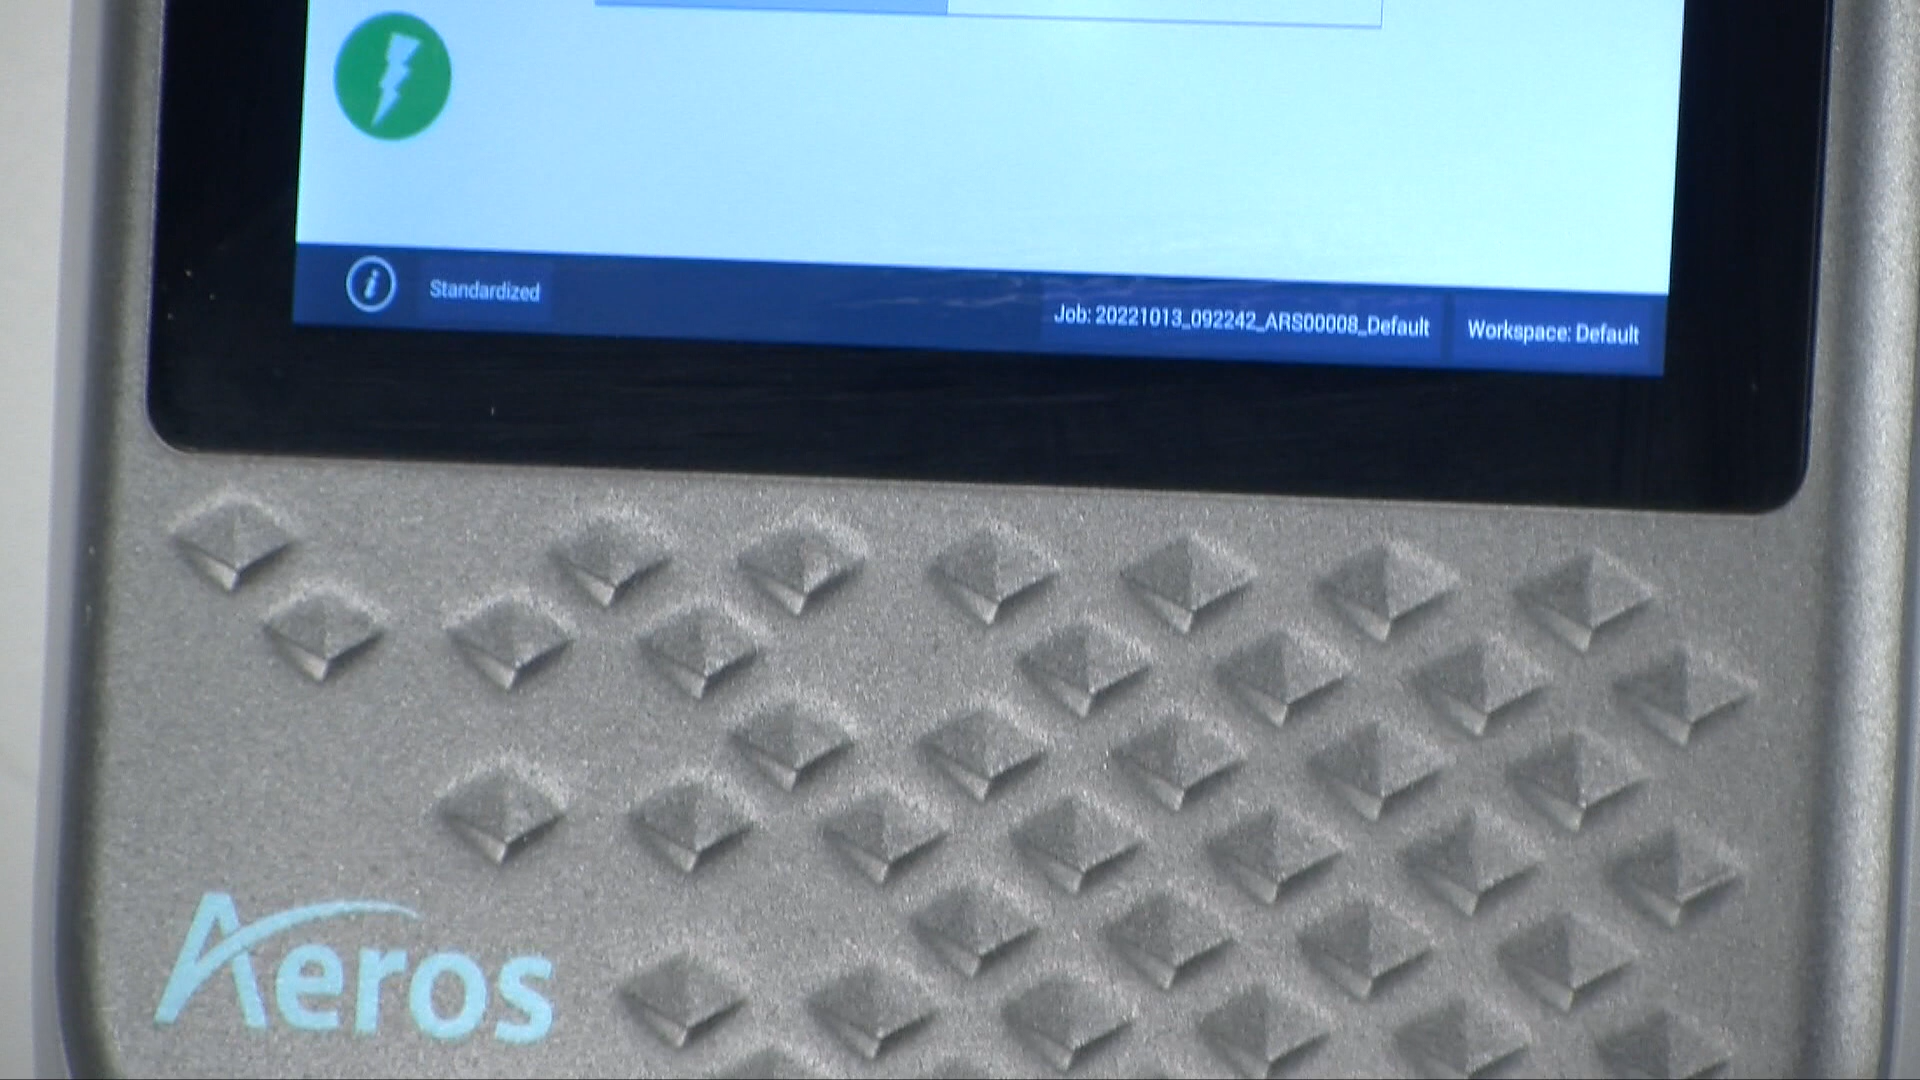 Standardized
Job: 20221013_092242_ARS00008_Default
Workspace: Default
Aeros